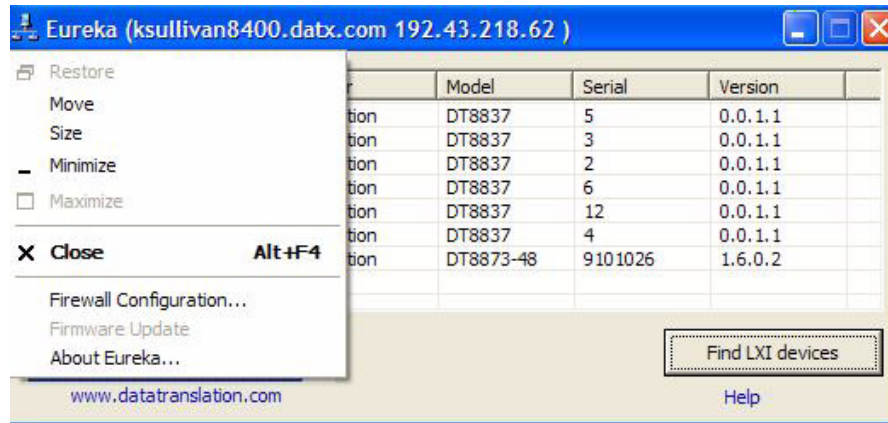 Eureka (ksullivan8400.datx.com 192.43.218.62 )
Restore
Move
Size
Minimize
Maximize
Close Alt+F4
Firewall Configuration...
Firmware Update
About Eureka...
r Model Serial Version
tion DT8837 5 0.0.1.1
tion DT8837 3 0.0.1.1
tion DT8837 2 0.0.1.1
tion DT8837 6 0.0.1.1
tion DT8837 12 0.0.1.1
tion DT8837 4 0.0.1.1
tion DT8873-48 9101026 1.6.0.2
Find LXI devices
www.datatranslation.com Help